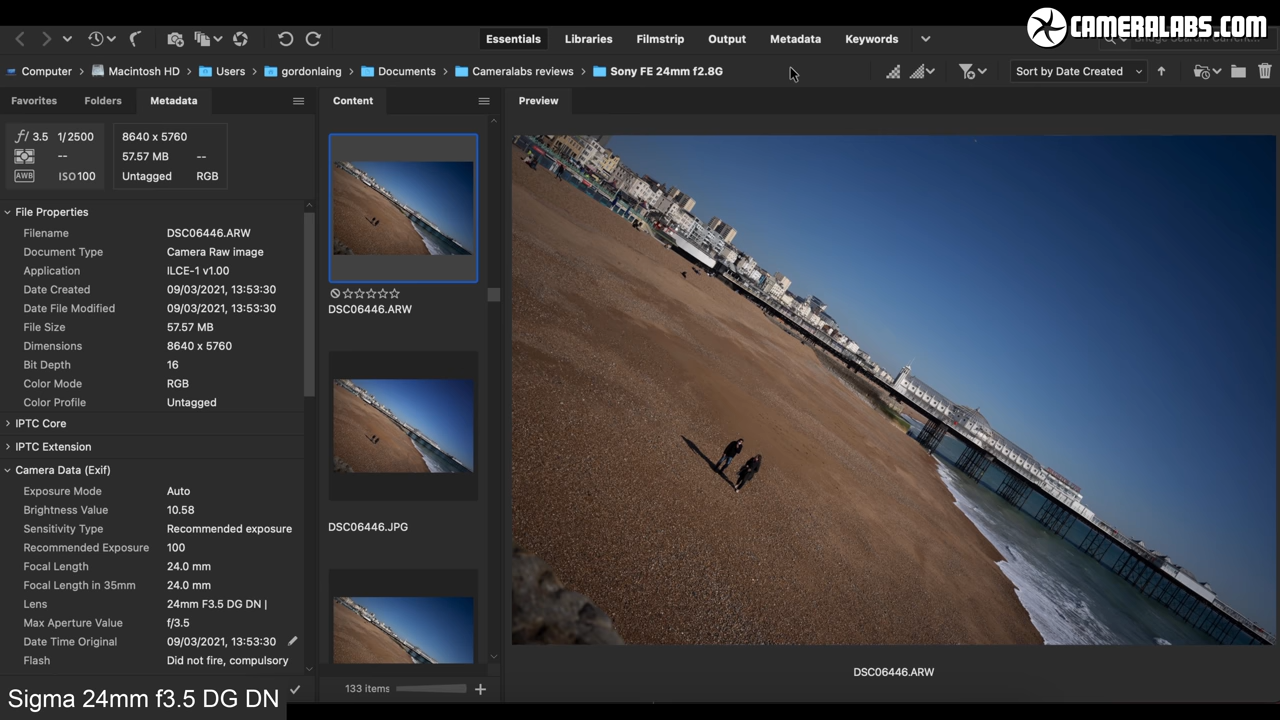 CAMERALABS.COM
Essentials Libraries Filmstrip Output Metadata Keywords
Computer Macintosh HD Users gordonlaing Documents Cameralabs reviews Sony FE 24mm f2.8G Sort by Date Created
Favorites Folders Metadata Content Preview
f/ 3.5 1/2500 8640 x 5760
-- 57.57 MB --
AWB ISO100 Untagged RGB
File Properties
Filename DSC06446.ARW
Document Type Camera Raw image
Application ILCE-1 v1.00
Date Created 09/03/2021, 13:53:30
Date File Modified 09/03/2021, 13:53:30
File Size 57.57 MB
Dimensions 8640 x 5760
Bit Depth 16
Color Mode RGB
Color Profile Untagged
IPTC Core
IPTC Extension
Camera Data (Exif)
Exposure Mode Auto
Brightness Value 10.58
Sensitivity Type Recommended exposure
Recommended Exposure 100
Focal Length 24.0 mm
Focal Length in 35mm 24.0 mm
Lens 24mm F3.5 DG DN |
Max Aperture Value f/3.5
Date Time Original 09/03/2021, 13:53:30
Flash Did not fire, compulsory
DSC06446.ARW
DSC06446.JPG
133 items
DSC06446.ARW
Sigma 24mm f3.5 DG DN